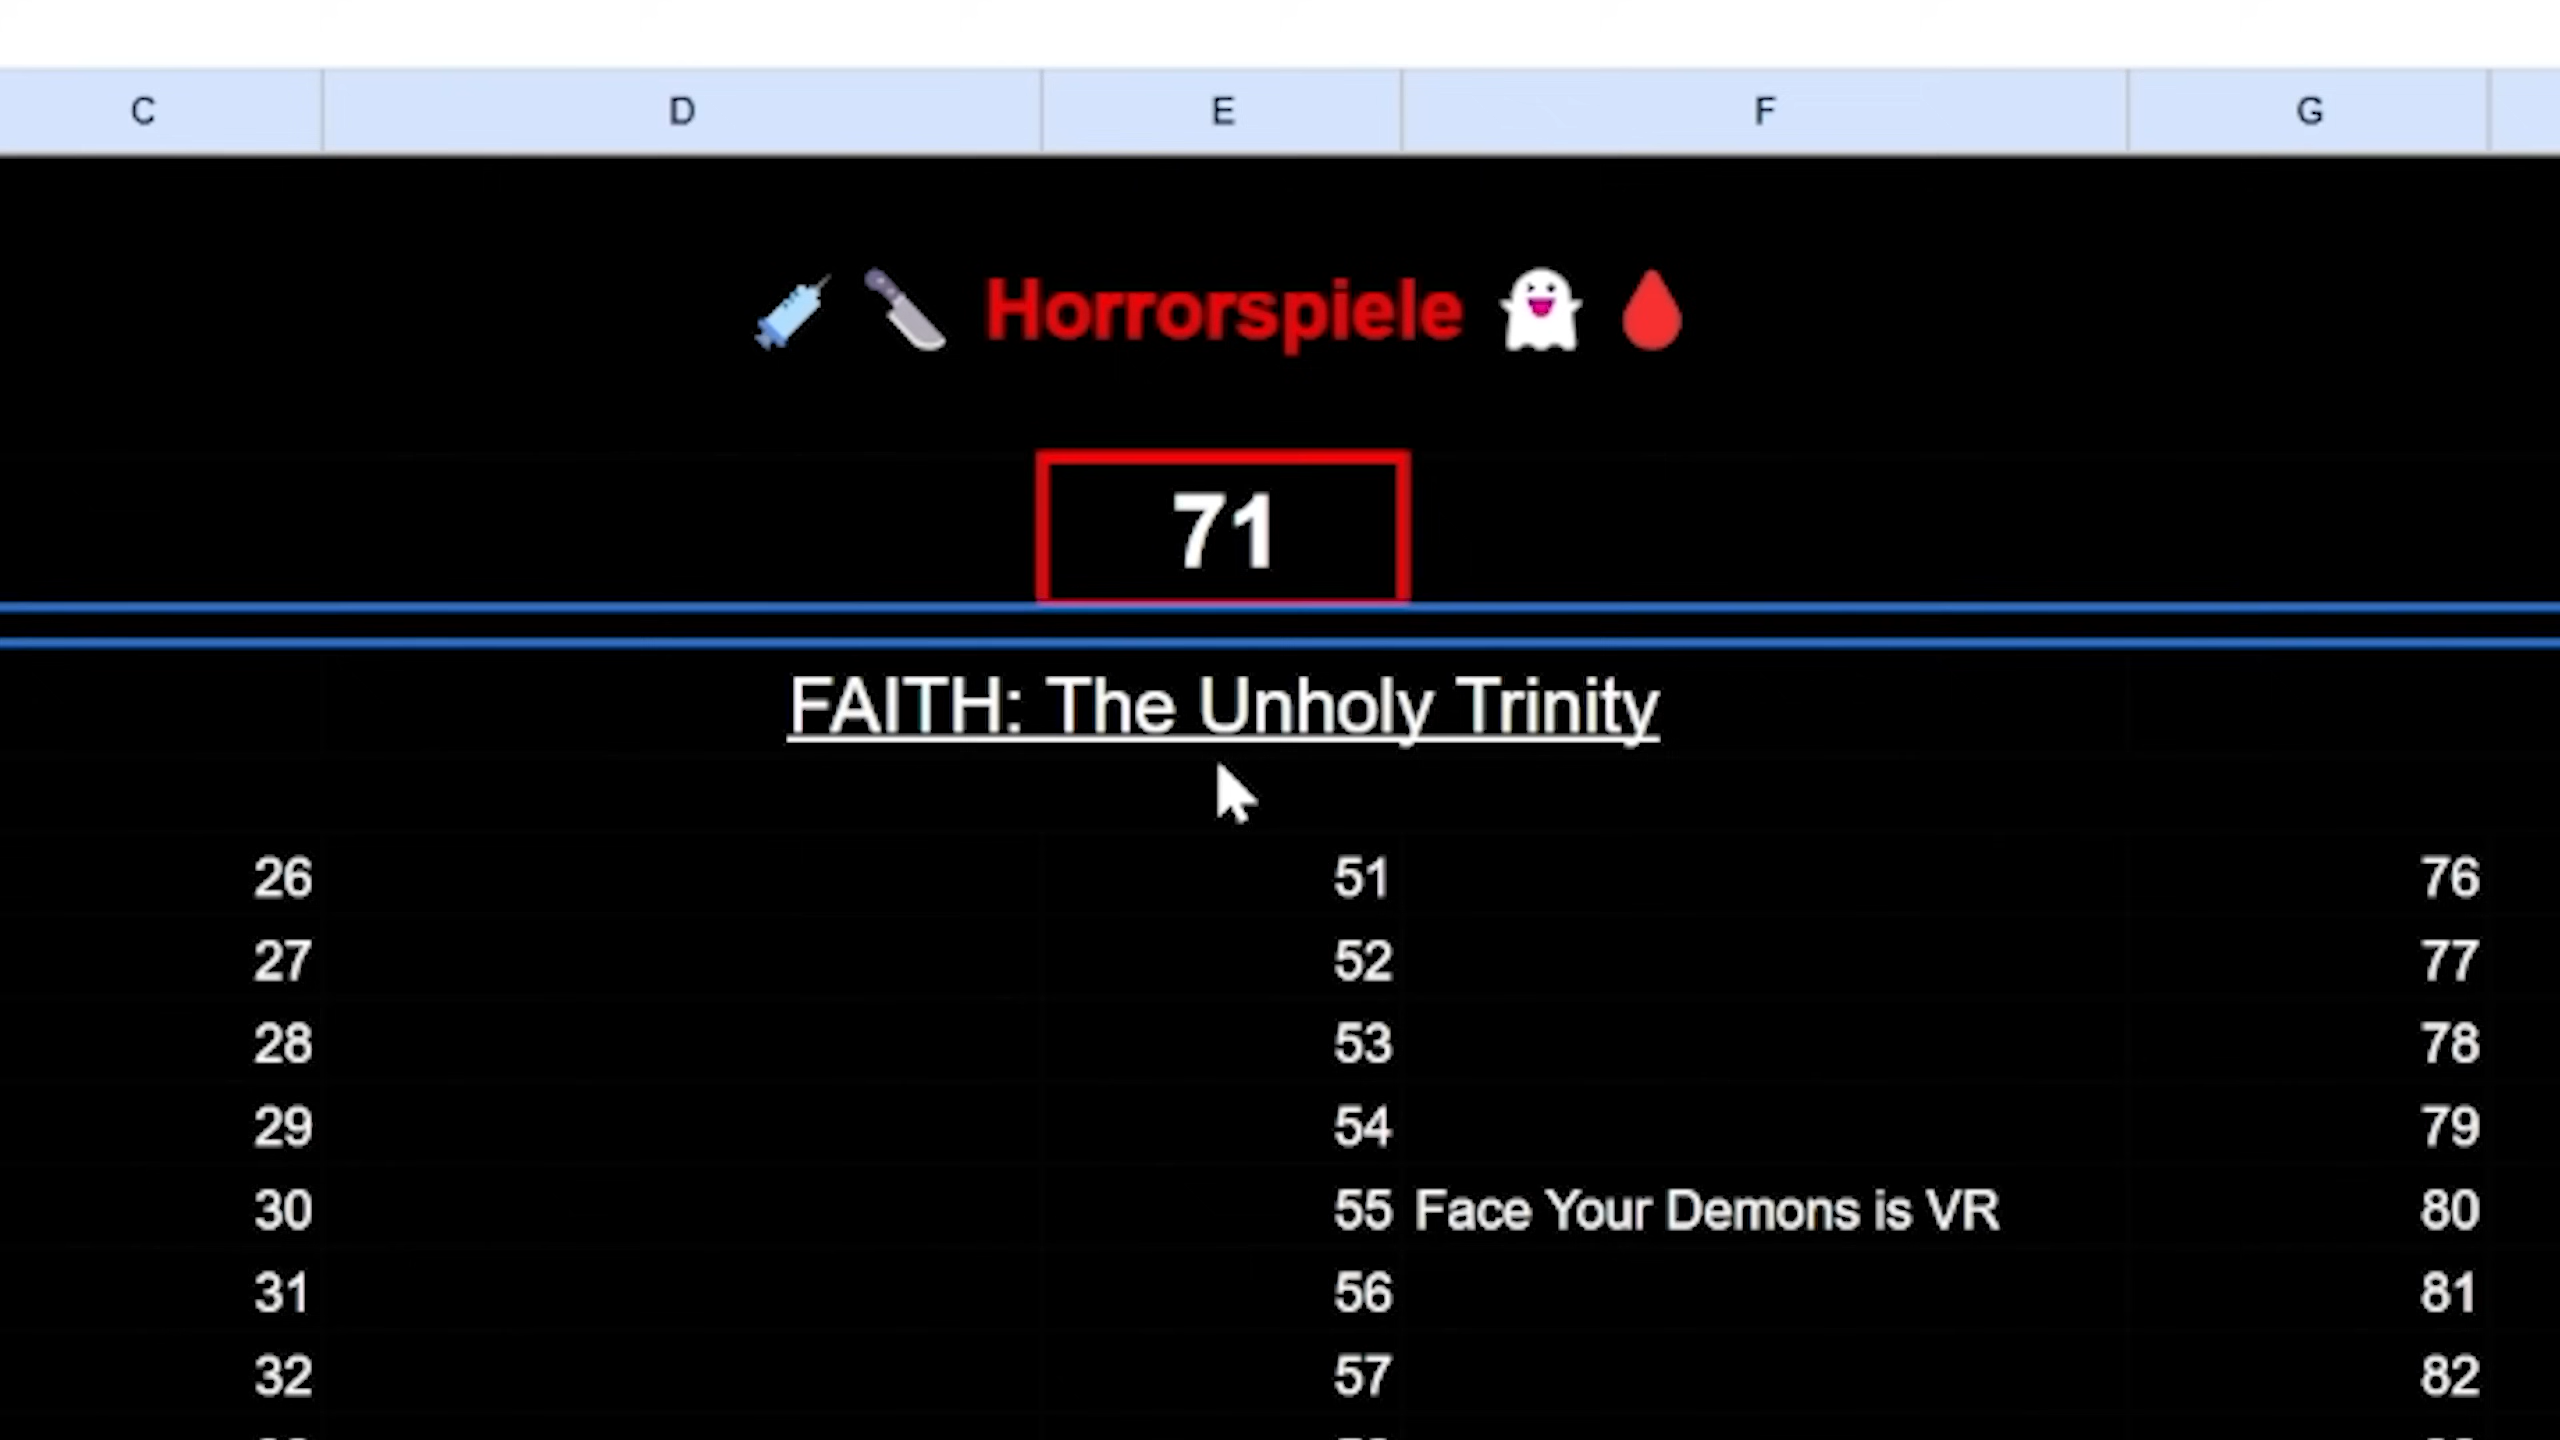 C D E F G
💉 🔪 Horrorspiele 👻 🩸
71
FAITH: The Unholy Trinity
26 51 76
27 52 77
28 53 78
29 54 79
30 55 Face Your Demons is VR 80
31 56 81
32 57 82